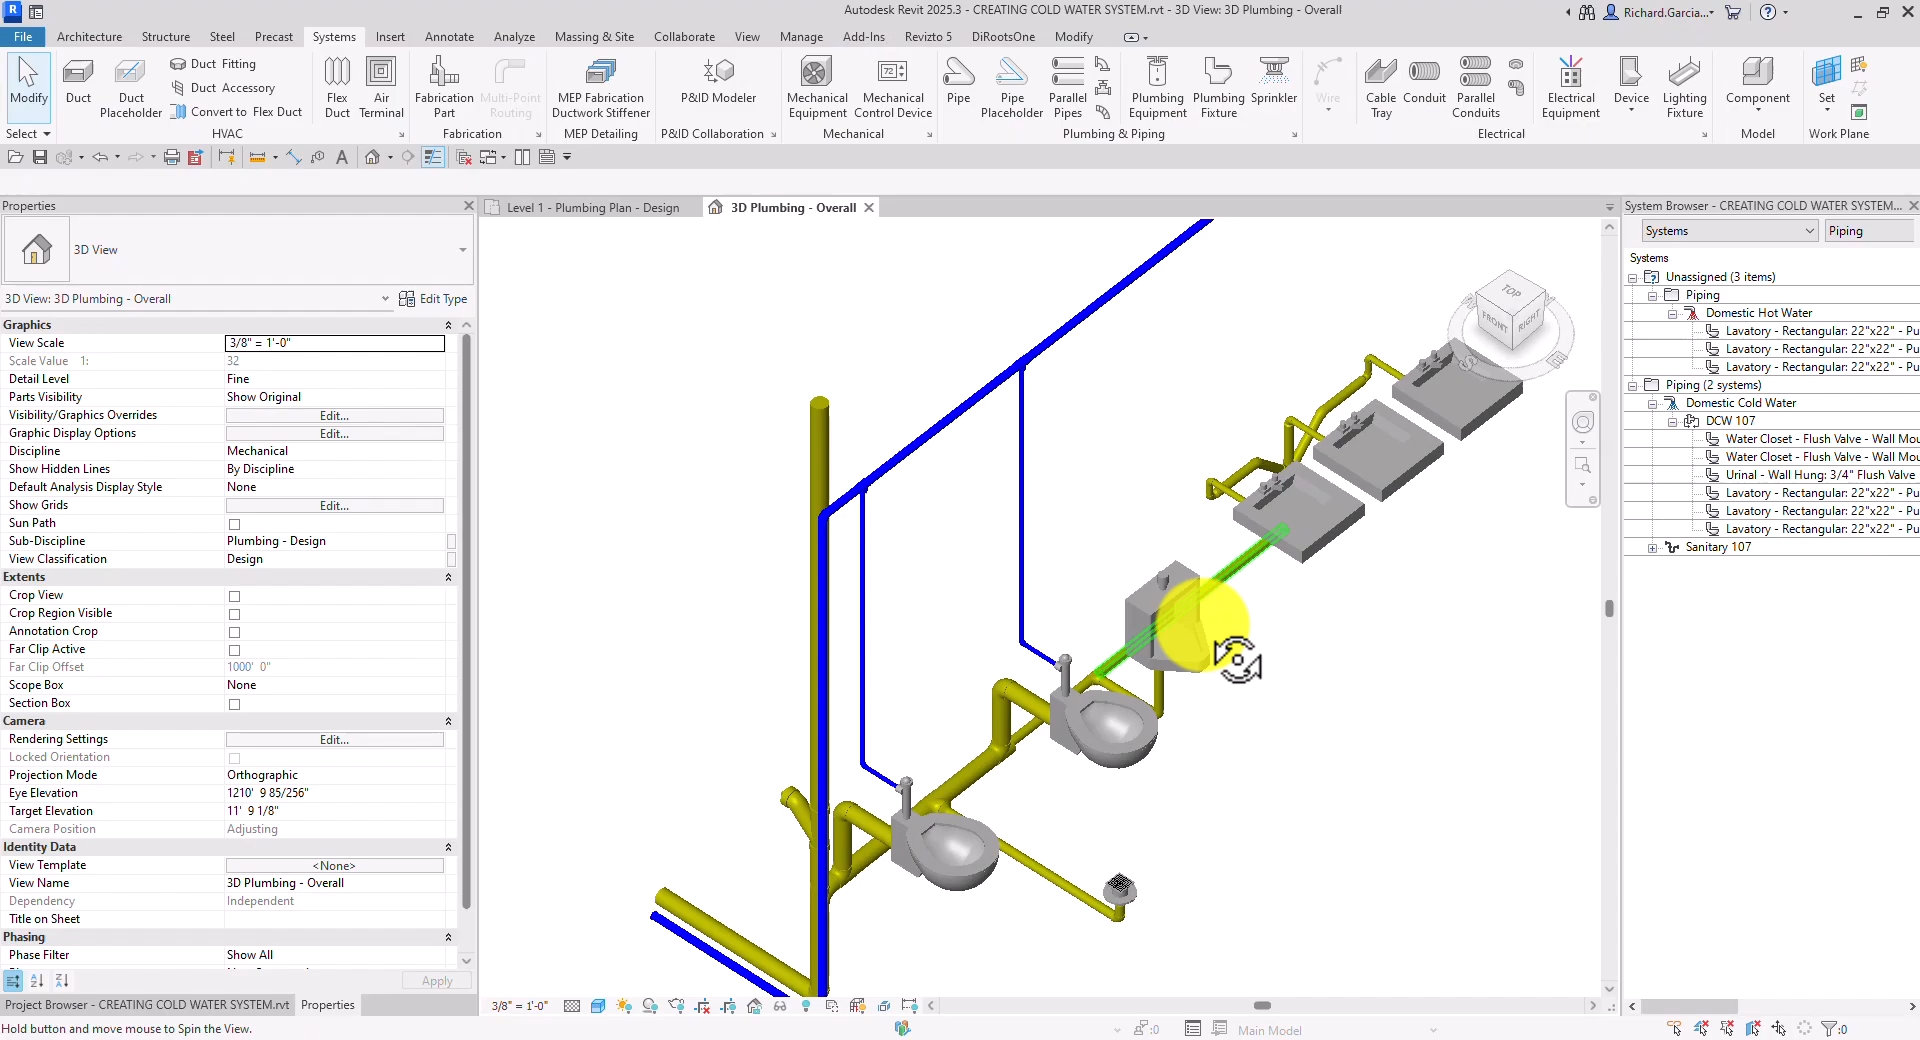 Autodesk Revit 2025.3 - CREATING COLD WATER SYSTEM.rvt - 3D View: 3D Plumbing - Overall
Richard.Garcia...
File Architecture Structure Steel Precast Systems Insert Annotate Analyze Massing & Site Collaborate View Manage Add-Ins Revizto 5 DiRootsOne Modify
Modify
Duct
Duct Placeholder
Duct Fitting
Duct Accessory
Convert to Flex Duct
Flex Duct
Air Terminal
Fabrication Part
Multi-Point Routing
MEP Fabrication Ductwork Stiffener
P&ID Modeler
Mechanical Equipment
Mechanical Control Device
Pipe
Pipe Placeholder
Parallel Pipes
Plumbing Equipment
Plumbing Fixture
Sprinkler
Wire
Cable Tray
Conduit
Parallel Conduits
Electrical Equipment
Device
Lighting Fixture
Component
Set
Select HVAC Fabrication MEP Detailing P&ID Collaboration Mechanical Plumbing & Piping Electrical Model Work Plane
Properties
3D View
3D View: 3D Plumbing - Overall Edit Type
Graphics
View Scale 3/8" = 1'-0"
Scale Value 1: 32
Detail Level Fine
Parts Visibility Show Original
Visibility/Graphics Overrides Edit...
Graphic Display Options Edit...
Discipline Mechanical
Show Hidden Lines By Discipline
Default Analysis Display Style None
Show Grids Edit...
Sun Path
Sub-Discipline Plumbing - Design
View Classification Design
Extents
Crop View
Crop Region Visible
Annotation Crop
Far Clip Active
Far Clip Offset 1000' 0"
Scope Box None
Section Box
Camera
Rendering Settings Edit...
Locked Orientation
Projection Mode Orthographic
Eye Elevation 1210' 9 85/256"
Target Elevation 11' 9 1/8"
Camera Position Adjusting
Identity Data
View Template <None>
View Name 3D Plumbing - Overall
Dependency Independent
Title on Sheet
Phasing
Phase Filter Show All
Apply
Project Browser - CREATING COLD WATER SYSTEM.rvt Properties
Hold button and move mouse to Spin the View.
Level 1 - Plumbing Plan - Design 3D Plumbing - Overall
TOP
FRONT
RIGHT
S
E
3/8" = 1'-0"
:0
Main Model
:0
System Browser - CREATING COLD WATER SYSTEM...
Systems Piping
Systems
Unassigned (3 items)
Piping
Domestic Hot Water
Lavatory - Rectangular: 22"x22" - Pu
Lavatory - Rectangular: 22"x22" - Pu
Lavatory - Rectangular: 22"x22" - Pu
Piping (2 systems)
Domestic Cold Water
DCW 107
Water Closet - Flush Valve - Wall Mou
Water Closet - Flush Valve - Wall Mou
Urinal - Wall Hung: 3/4" Flush Valve
Lavatory - Rectangular: 22"x22" - Pu
Lavatory - Rectangular: 22"x22" - Pu
Lavatory - Rectangular: 22"x22" - Pu
Sanitary 107